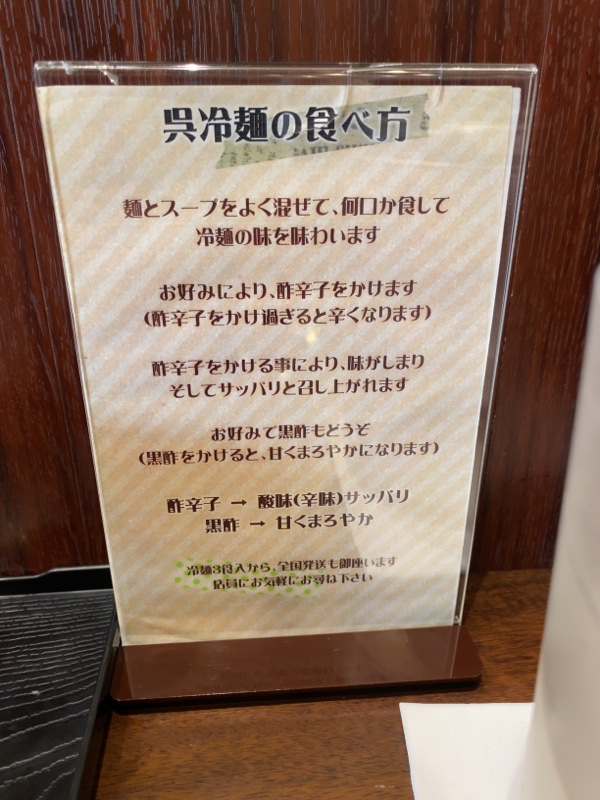 呉冷麺の食べ方
麺とスープをよく混ぜて、何口か食して
冷麺の味を味わいます
お好みにより、酢辛子をかけます
(酢辛子をかけ過ぎると辛くなります)
酢辛子をかける事により、味がしまり
そしてサッパリと召し上がれます
お好みで黒酢もどうぞ
(黒酢をかけると、甘くまろやかになります)
酢辛子 → 酸味(辛味)サッパリ
黒酢 → 甘くまろやか
冷麺3食入から、全国発送も御座います
店員にお気軽にお尋ね下さい